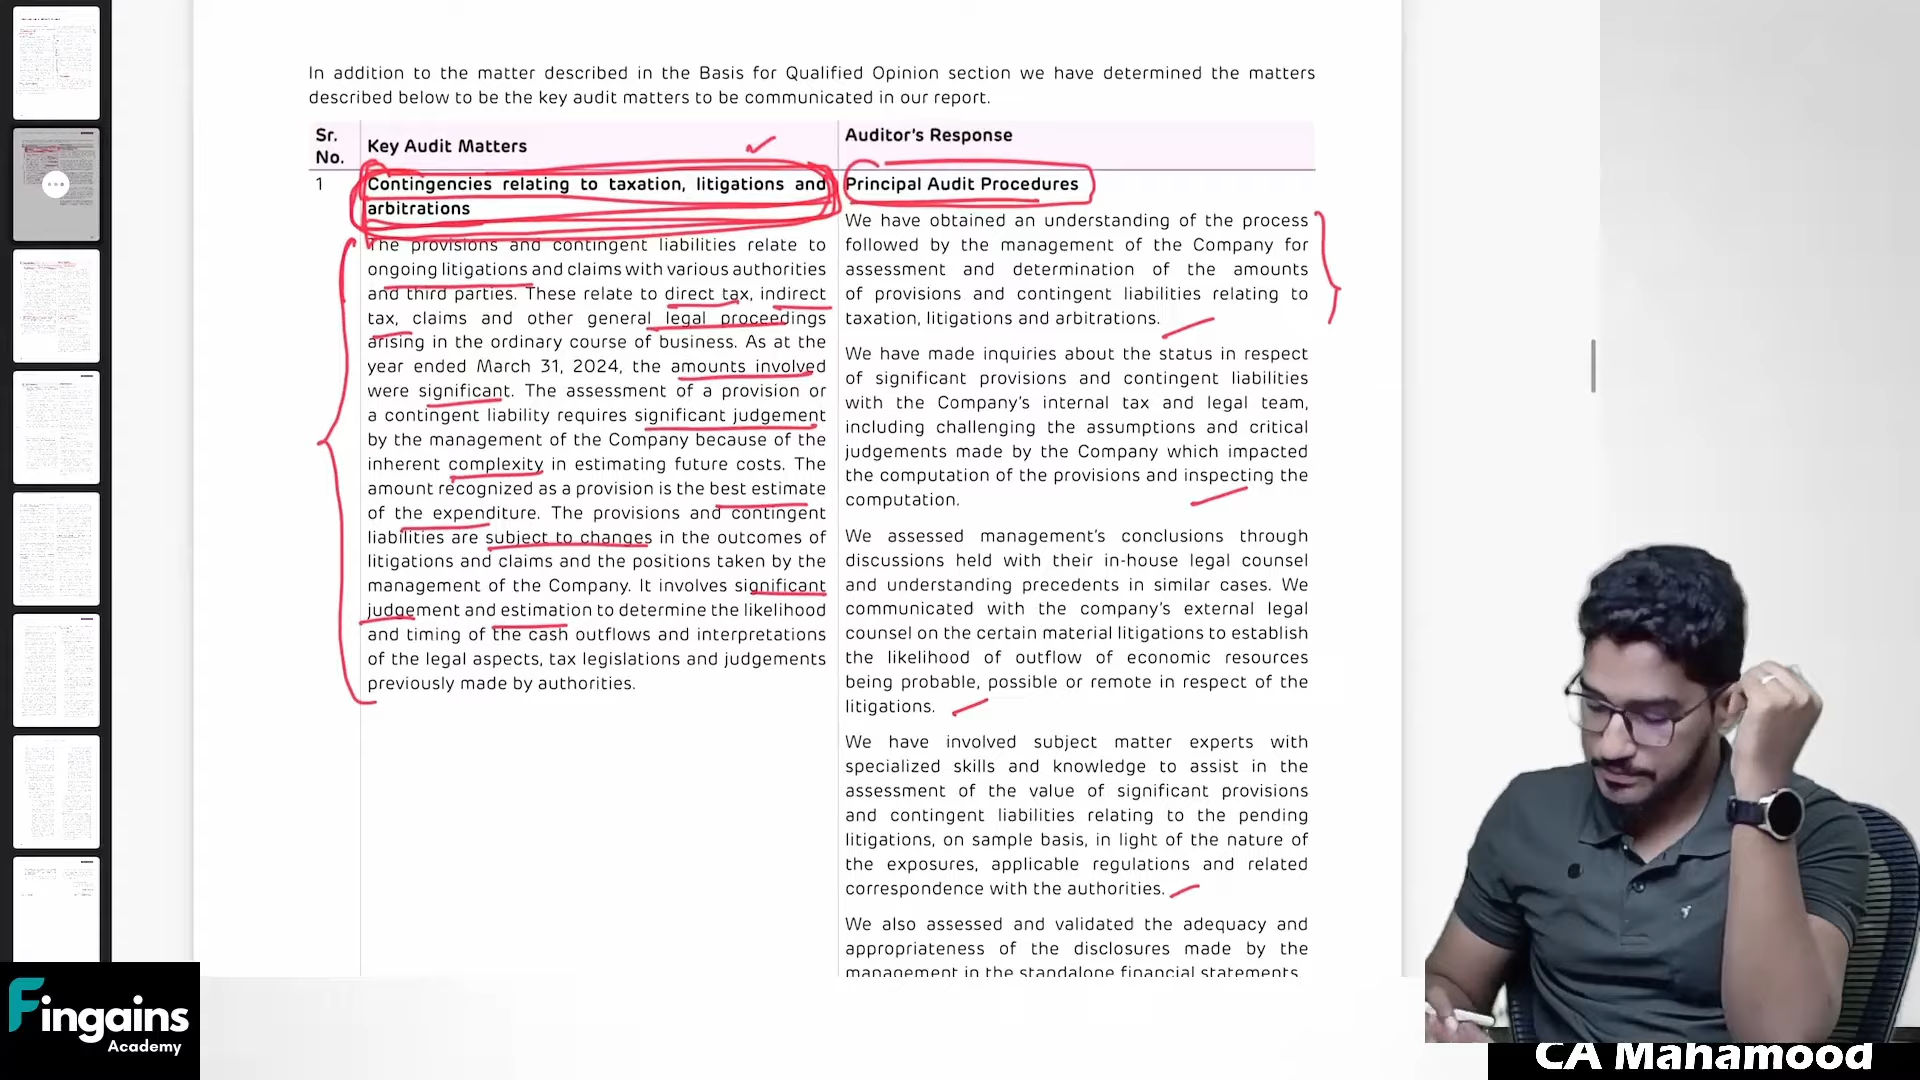 In addition to the matter described in the Basis for Qualified Opinion section we have determined the matters
described below to be the key audit matters to be communicated in our report.
Sr.
No.
Key Audit Matters
Auditor's Response
1
Contingencies relating to taxation, litigations and
arbitrations
The provisions and contingent liabilities relate to
ongoing litigations and claims with various authorities
and third parties. These relate to direct tax, indirect
tax, claims and other general legal proceedings
arising in the ordinary course of business. As at the
year ended March 31, 2024, the amounts involved
were significant. The assessment of a provision or
a contingent liability requires significant judgement
by the management of the Company because of the
inherent complexity in estimating future costs. The
amount recognized as a provision is the best estimate
of the expenditure. The provisions and contingent
liabilities are subject to changes in the outcomes of
litigations and claims and the positions taken by the
management of the Company. It involves significant
judgement and estimation to determine the likelihood
and timing of the cash outflows and interpretations
of the legal aspects, tax legislations and judgements
previously made by authorities.
Principal Audit Procedures
We have obtained an understanding of the process
followed by the management of the Company for
assessment and determination of the amounts
of provisions and contingent liabilities relating to
taxation, litigations and arbitrations.
We have made inquiries about the status in respect
of significant provisions and contingent liabilities
with the Company's internal tax and legal team,
including challenging the assumptions and critical
judgements made by the Company which impacted
the computation of the provisions and inspecting the
computation.
We assessed management's conclusions through
discussions held with their in-house legal counsel
and understanding precedents in similar cases. We
communicated with the company's external legal
counsel on the certain material litigations to establish
the likelihood of outflow of economic resources
being probable, possible or remote in respect of the
litigations.
We have involved subject matter experts with
specialized skills and knowledge to assist in the
assessment of the value of significant provisions
and contingent liabilities relating to the pending
litigations, on sample basis, in light of the nature of
the exposures, applicable regulations and related
correspondence with the authorities.
We also assessed and validated the adequacy and
appropriateness of the disclosures made by the
management in the standalone financial statements.
Fingains
Academy
CA Mahamood